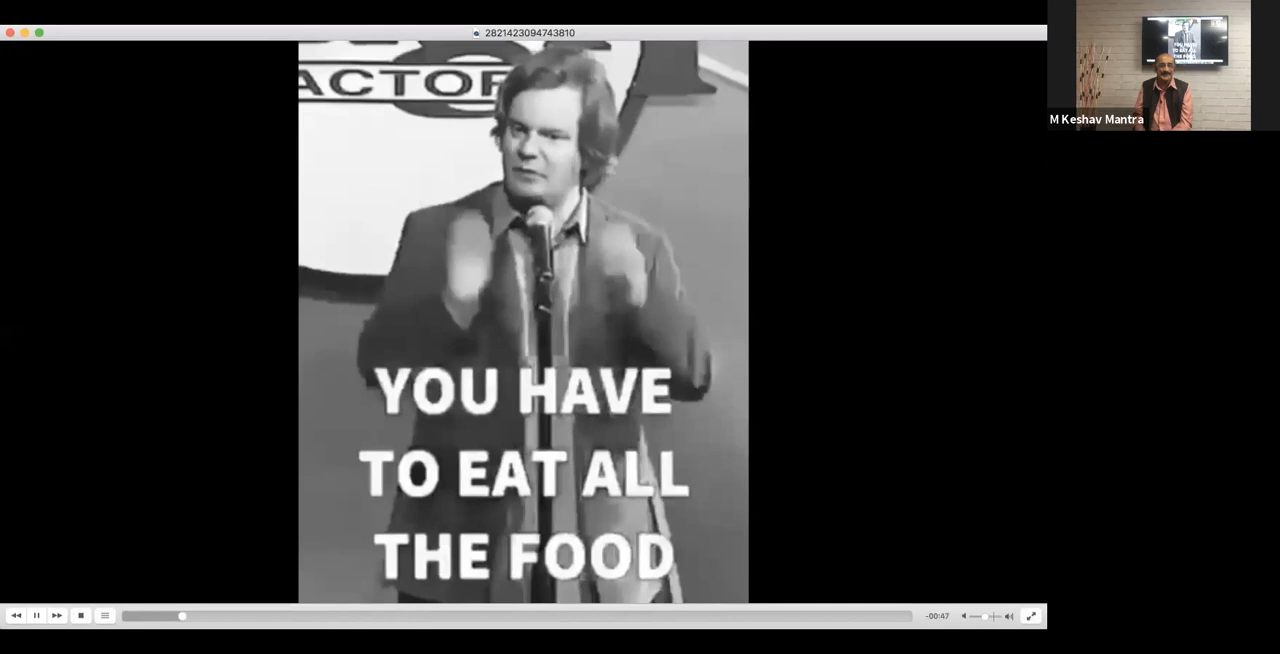 2821423094743810
ACTOR
YOU HAVE
TO EAT ALL
THE FOOD
-00:47
M Keshav Mantra